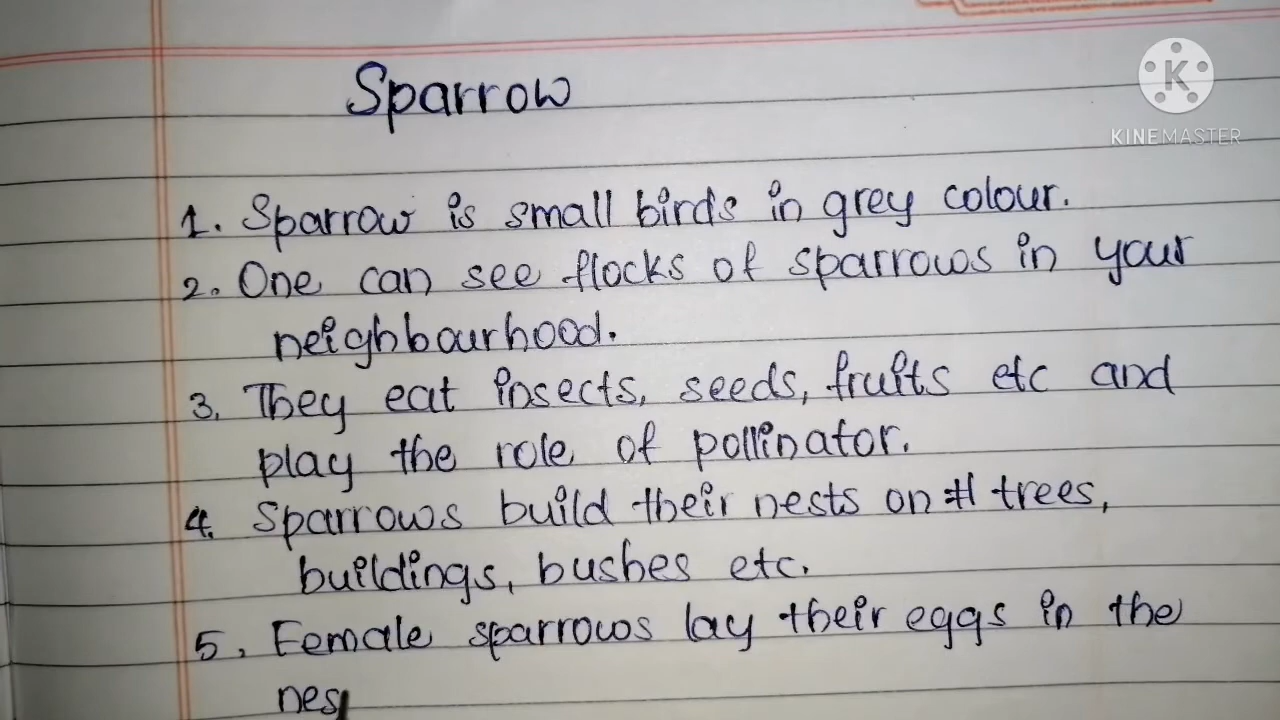 Sparrow
K
KINEMASTER
1. Sparrow is small birds in grey colour.
2. One can see flocks of sparrows in your
neighbourhood.
3. They eat insects, seeds, fruits etc and
play the role of pollinator.
4. Sparrows build their nests on trees,
buildings, bushes etc.
5. Female sparrows lay their eggs in the
nes